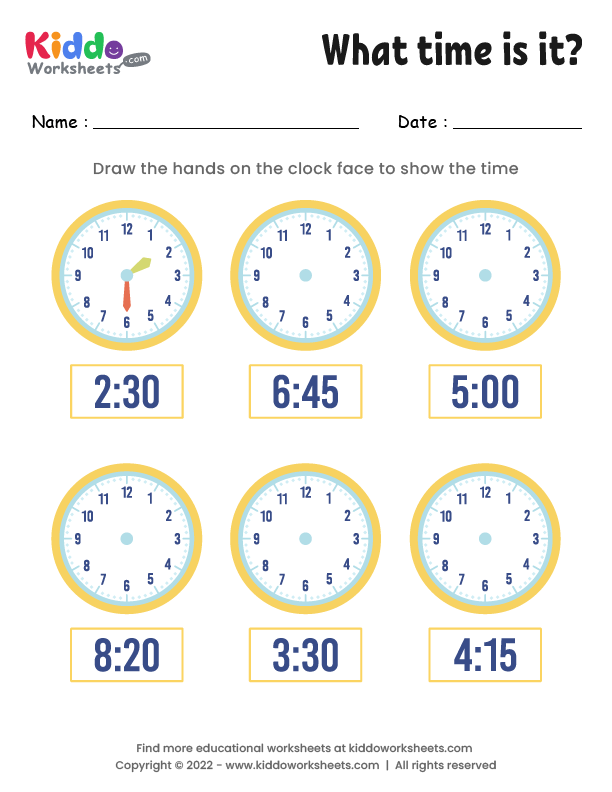 Kiddo
Worksheets .com
What time is it?
Name : Date :
Draw the hands on the clock face to show the time
12 1 2 3 4 5 6 7 8 9 10 11
12 1 2 3 4 5 6 7 8 9 10 11
12 1 2 3 4 5 6 7 8 9 10 11
2:30 6:45 5:00
12 1 2 3 4 5 6 7 8 9 10 11
12 1 2 3 4 5 6 7 8 9 10 11
12 1 2 3 4 5 6 7 8 9 10 11
8:20 3:30 4:15
Find more educational worksheets at kiddoworksheets.com
Copyright © 2022 - www.kiddoworksheets.com | All rights reserved